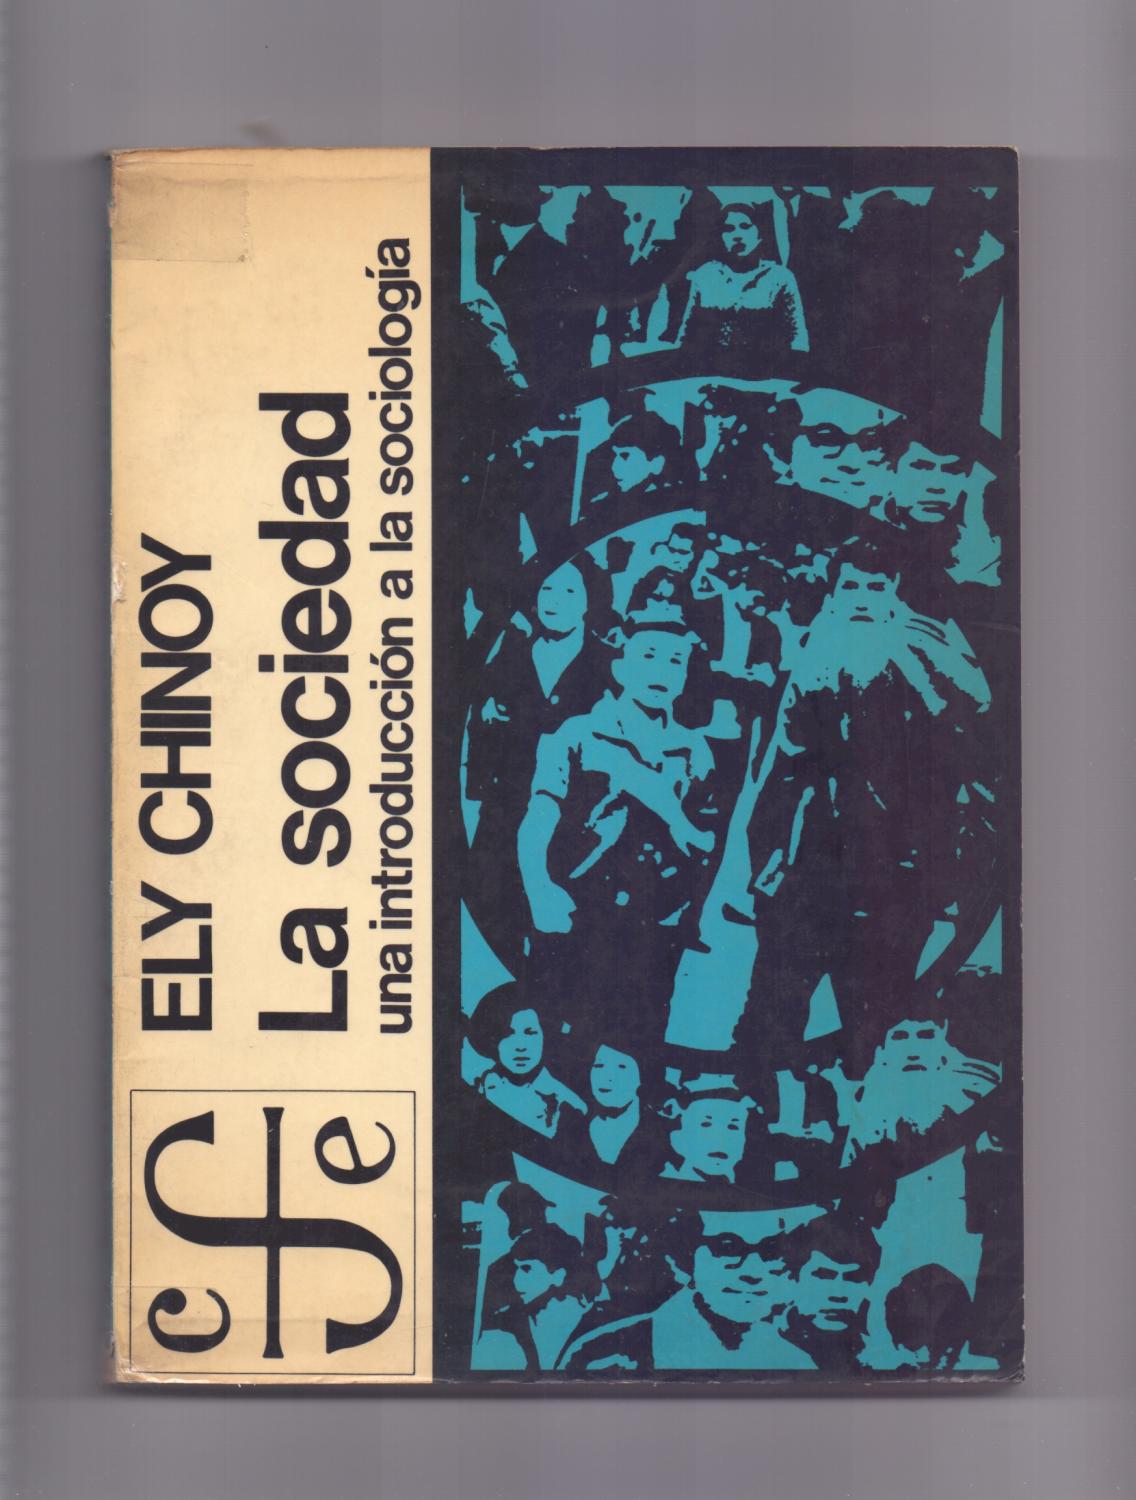 ELY CHINOY
La sociedad
una introducción a la sociología
cfe